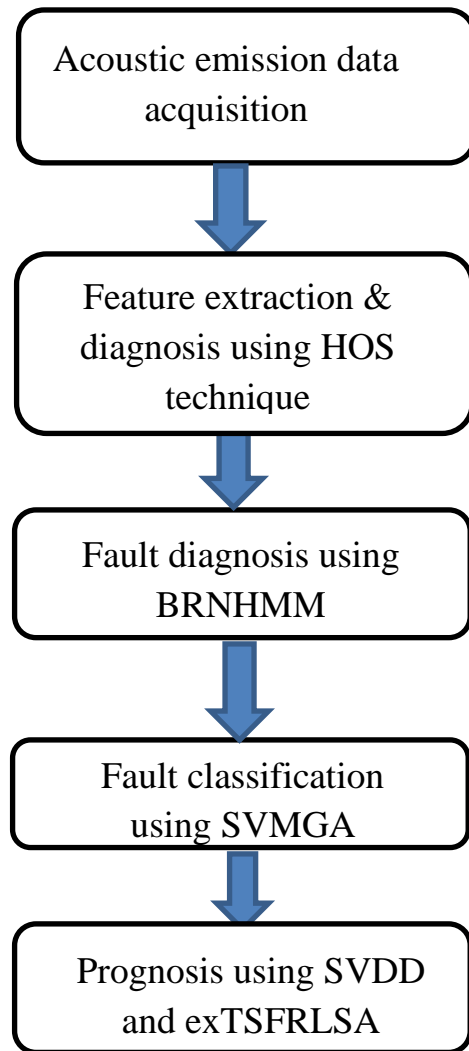 Acoustic emission data
acquisition
Feature extraction &
diagnosis using HOS
technique
Fault diagnosis using
BRNHMM
Fault classification
using SVMGA
Prognosis using SVDD
and exTSFRLSA